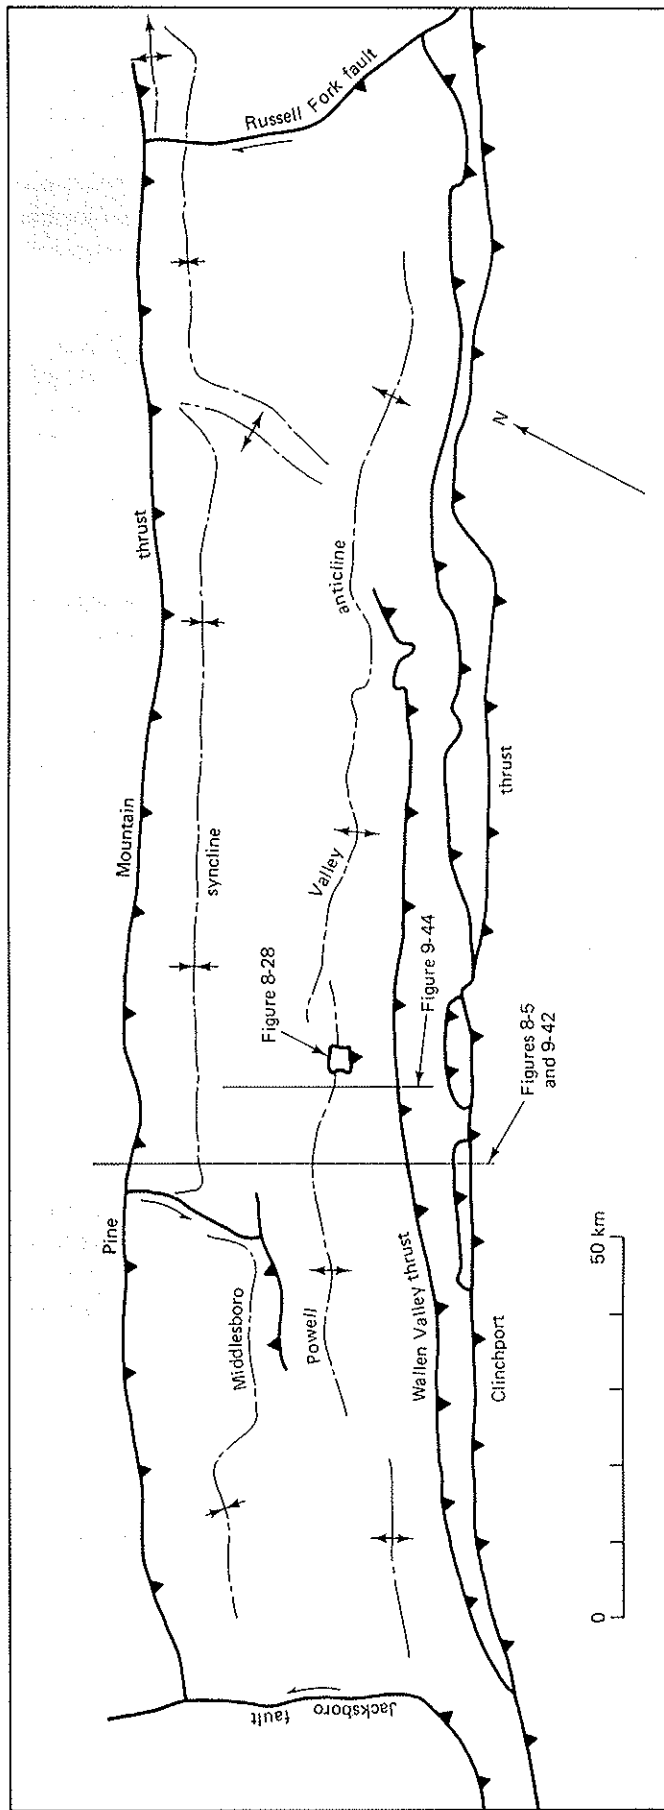 Russell Fork fault
N
thrust
anticline
Mountain
syncline
Valley
thrust
Figure 8-28
Figure 9-44
Figures 8-5
and 9-42
Pine
Middlesboro
Powell
Wallen Valley thrust
Clinchport
0
50 km
Jacksboro
fault